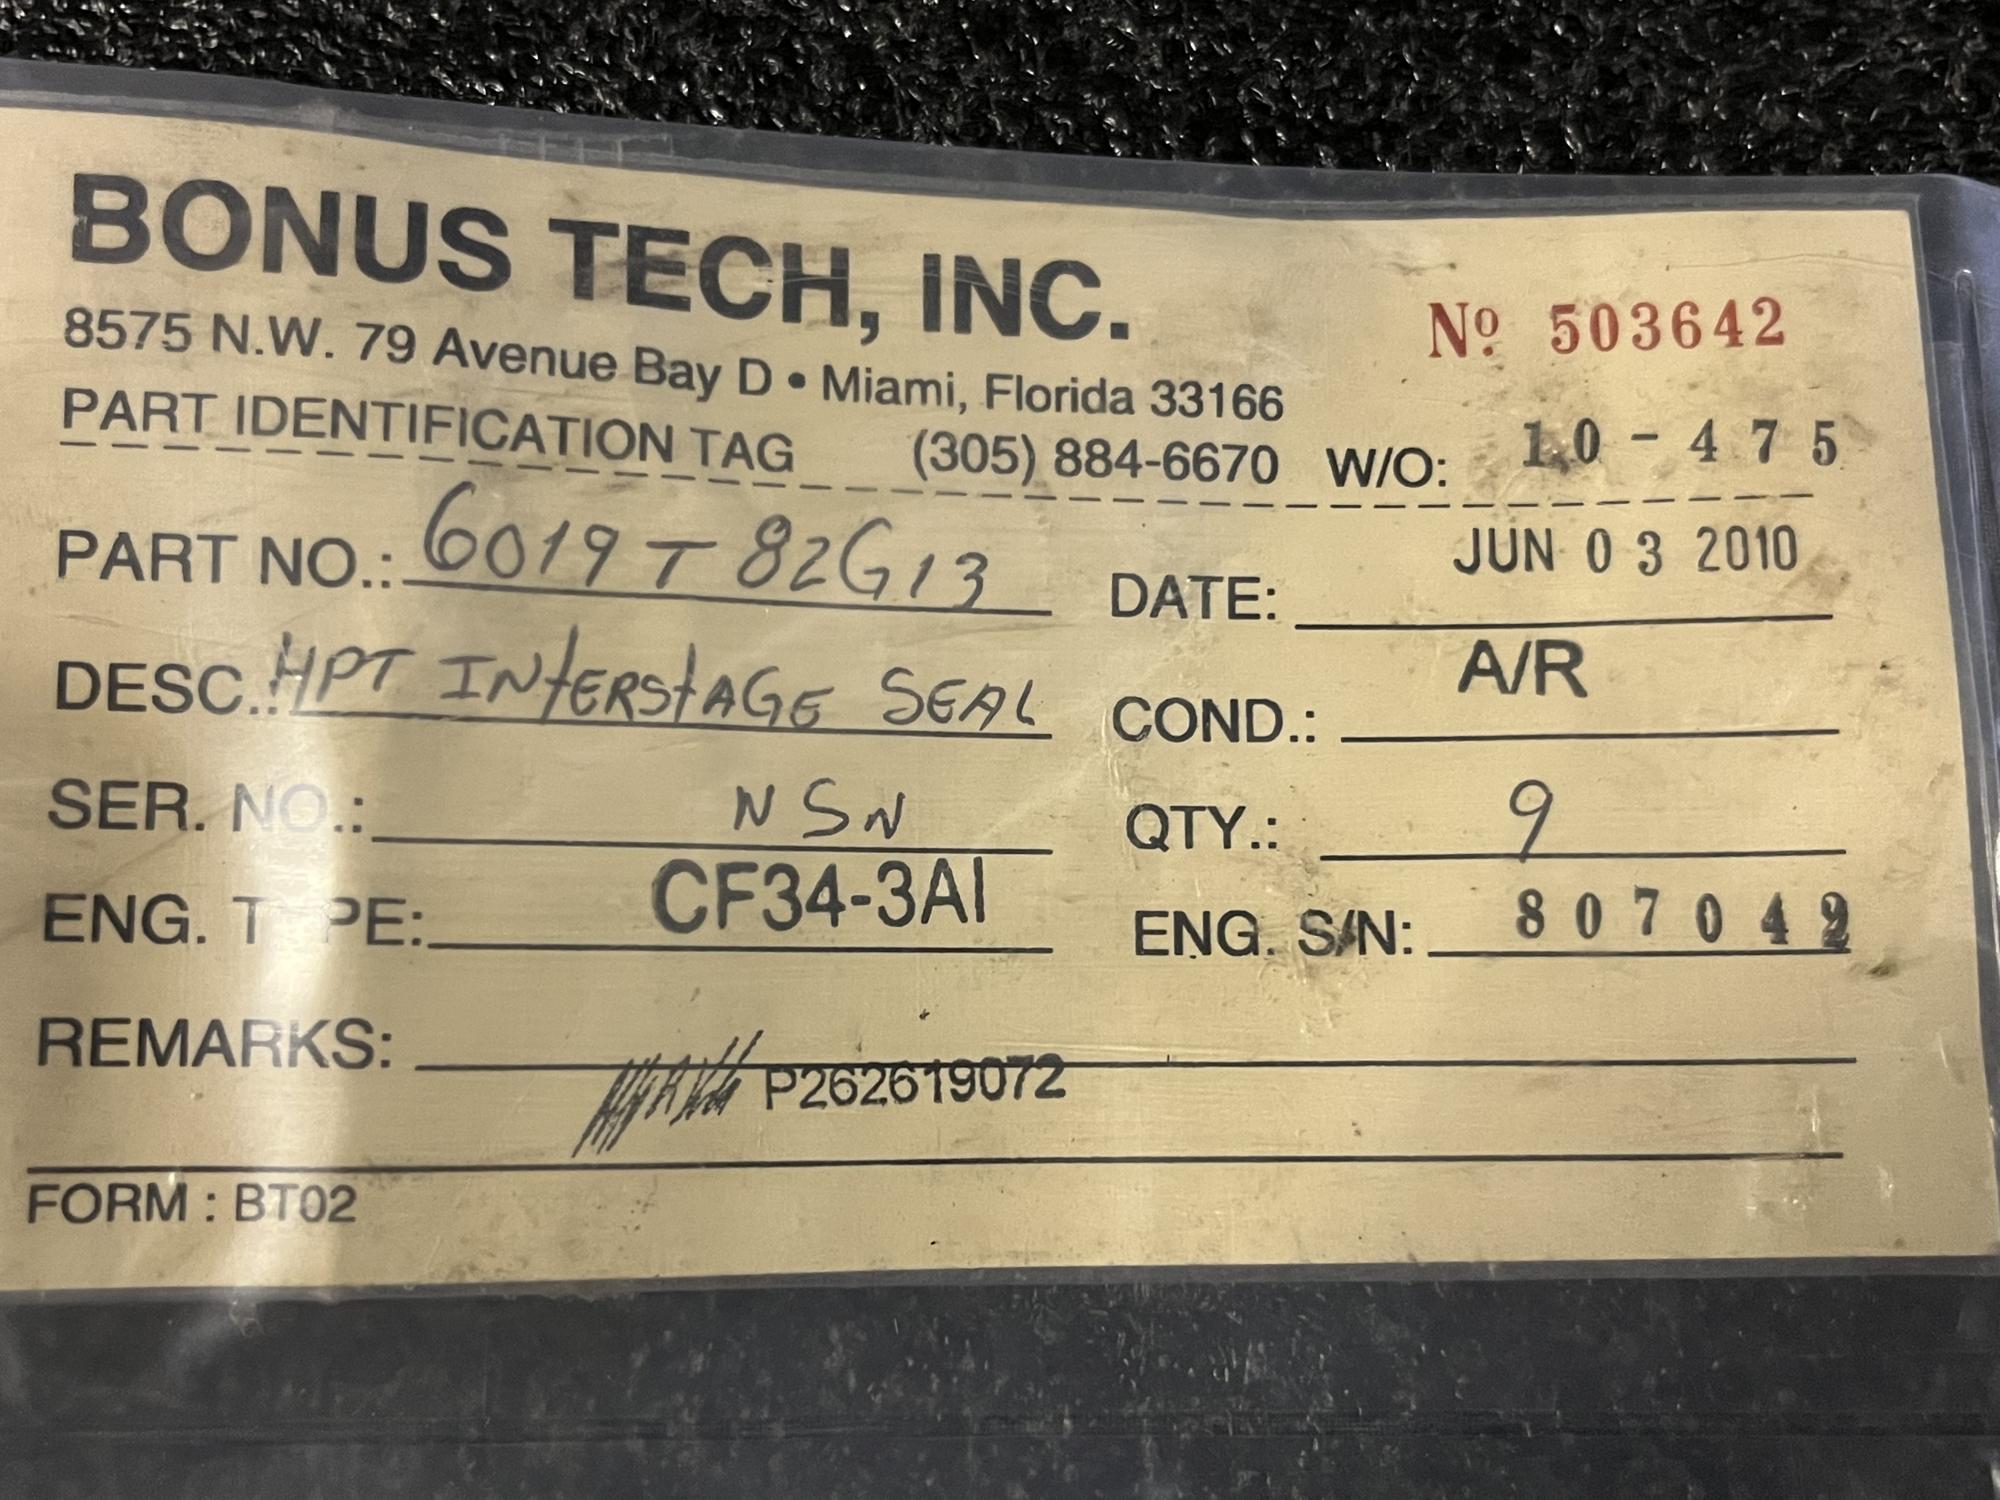 BONUS TECH, INC.
8575 N.W. 79 Avenue Bay D • Miami, Florida 33166
Nº 503642
PART IDENTIFICATION TAG (305) 884-6670 W/O: 10-475
PART NO.: 6019T82G13 DATE: JUN 03 2010
DESC.: HPT INTERSTAGE SEAL COND.: A/R
SER. NO.: NSN QTY.: 9
ENG. T PE: CF34-3A1 ENG. S/N: 807042
REMARKS:
P262619072
FORM : BT02